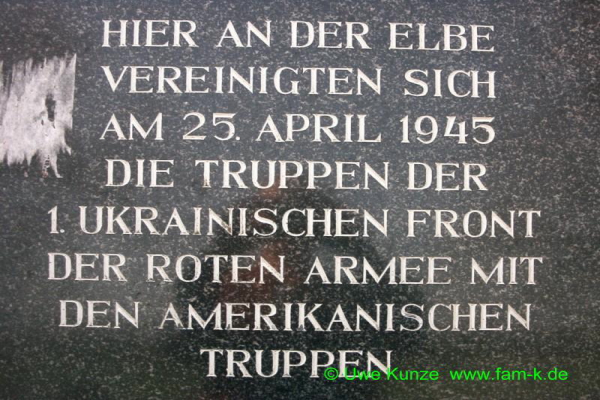 HIER AN DER ELBE
VEREINIGTEN SICH
AM 25. APRIL 1945
DIE TRUPPEN DER
1. UKRAINISCHEN FRONT
DER ROTEN ARMEE MIT
DEN AMERIKANISCHEN
TRUPPEN
© Uwe Kunze www.fam-k.de